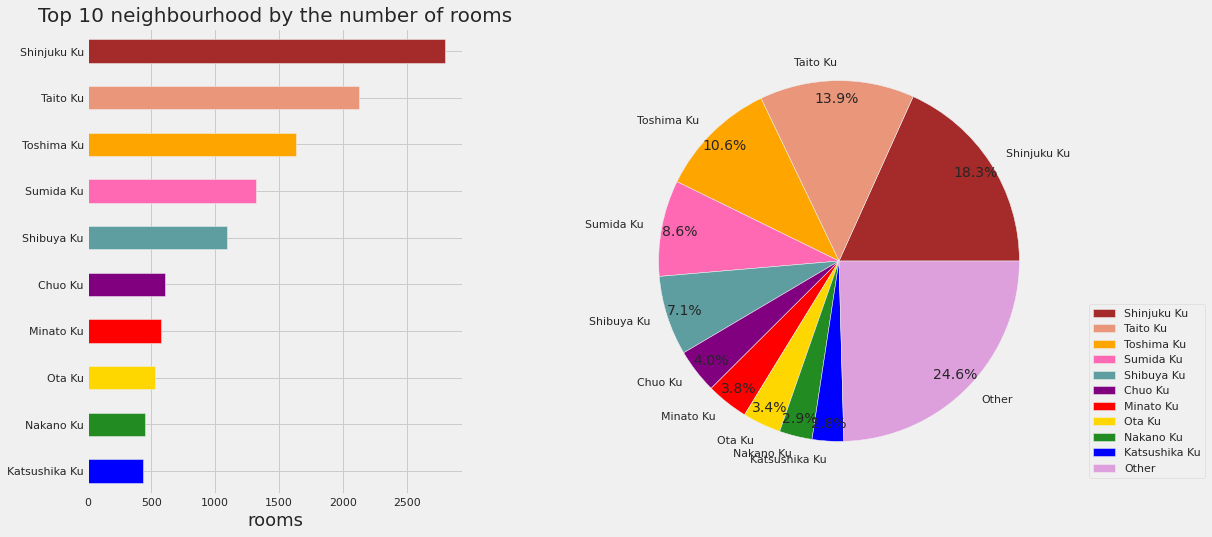 Top 10 neighbourhood by the number of rooms
Shinjuku Ku
Taito Ku
Toshima Ku
Sumida Ku
Shibuya Ku
Chuo Ku
Minato Ku
Ota Ku
Nakano Ku
Katsushika Ku
0 500 1000 1500 2000 2500
rooms
Taito Ku
13.9%
Toshima Ku
10.6%
Shinjuku Ku
18.3%
Sumida Ku
8.6%
Shibuya Ku
7.1%
Chuo Ku
4.0%
Minato Ku
3.8%
Ota Ku
3.4%
Nakano Ku
2.9%
Katsushika Ku
Other
24.6%
Shinjuku Ku
Taito Ku
Toshima Ku
Sumida Ku
Shibuya Ku
Chuo Ku
Minato Ku
Ota Ku
Nakano Ku
Katsushika Ku
Other